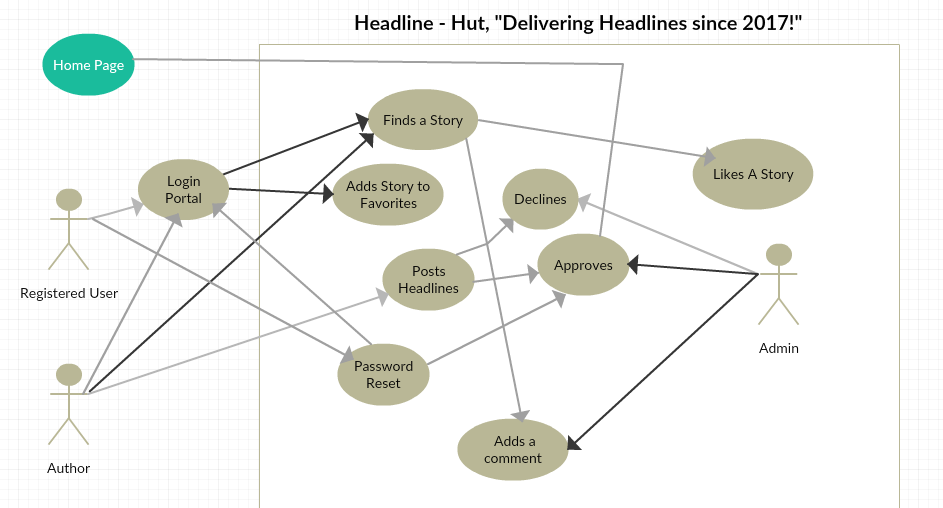 Headline - Hut, "Delivering Headlines since 2017!"
Home Page
Finds a Story
Likes A Story
Login
Portal
Adds Story to
Favorites
Declines
Registered User
Posts
Headlines
Approves
Admin
Password
Reset
Adds a
comment
Author